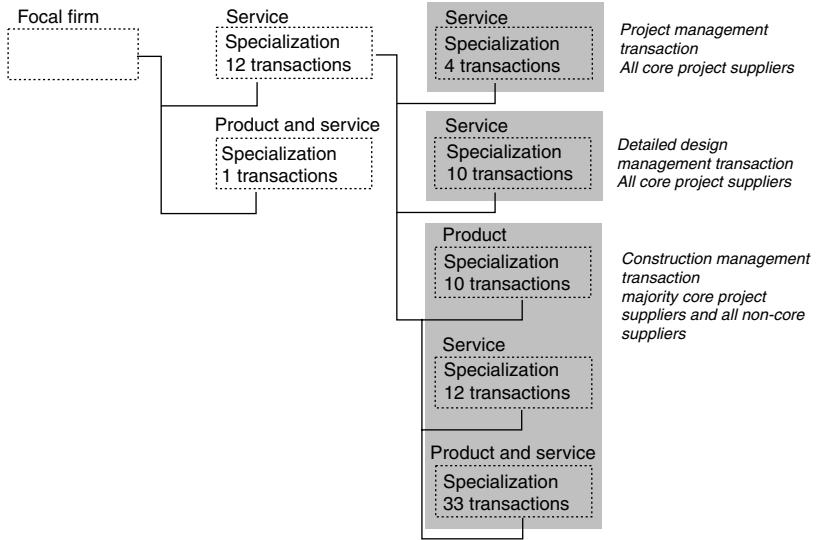 Focal firm
Service
Specialization
12 transactions
Product and service
Specialization
1 transactions
Service
Specialization
4 transactions
Project management
transaction
All core project suppliers
Service
Specialization
10 transactions
Detailed design
management transaction
All core project suppliers
Product
Specialization
10 transactions
Construction management
transaction
majority core project
suppliers and all non-core
suppliers
Service
Specialization
12 transactions
Product and service
Specialization
33 transactions